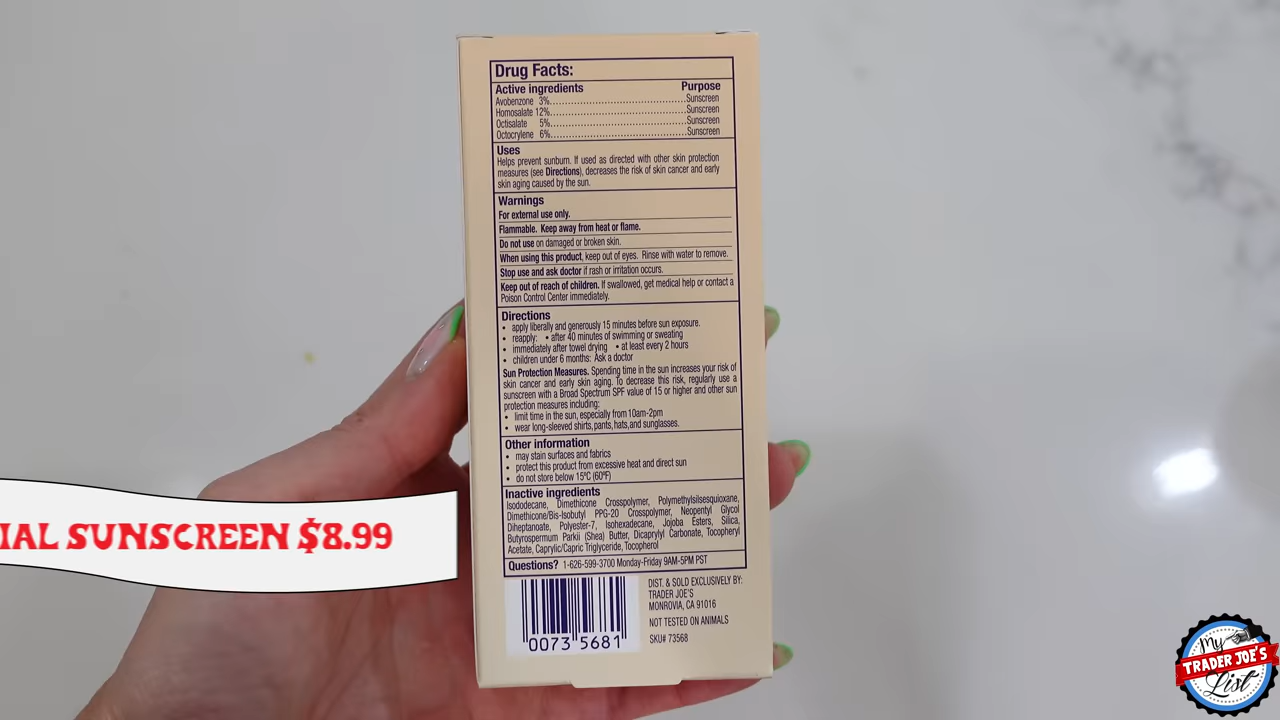 Drug Facts:
Active ingredients Purpose
Avobenzone 3%........................................Sunscreen
Homosalate 12%........................................Sunscreen
Octisalate 5%........................................Sunscreen
Octocrylene 6%........................................Sunscreen
Uses
Helps prevent sunburn. If used as directed with other skin protection
measures (see Directions), decreases the risk of skin cancer and early
skin aging caused by the sun.
Warnings
For external use only.
Flammable. Keep away from heat or flame.
Do not use on damaged or broken skin.
When using this product, keep out of eyes. Rinse with water to remove.
Stop use and ask doctor if rash or irritation occurs.
Keep out of reach of children. If swallowed, get medical help or contact a
Poison Control Center immediately.
Directions
• apply liberally and generously 15 minutes before sun exposure.
• reapply: • after 40 minutes of swimming or sweating
• immediately after towel drying • at least every 2 hours
• children under 6 months: Ask a doctor
Sun Protection Measures. Spending time in the sun increases your risk of
skin cancer and early skin aging. To decrease this risk, regularly use a
sunscreen with a Broad Spectrum SPF value of 15 or higher and other sun
protection measures including:
• limit time in the sun, especially from 10am-2pm
• wear long-sleeved shirts, pants, hats, and sunglasses.
Other information
• may stain surfaces and fabrics
• protect this product from excessive heat and direct sun
• do not store below 15ºC (60ºF)
Inactive ingredients
Isododecane, Dimethicone Crosspolymer, Polymethylsilsesquioxane,
Dimethicone/Bis-Isobutyl PPG-20 Crosspolymer, Neopentyl Glycol
Diheptanoate, Polyester-7, Isohexadecane, Jojoba Esters, Silica,
Butyrospermum Parkii (Shea) Butter, Dicaprylyl Carbonate, Tocopheryl
Acetate, Caprylic/Capric Triglyceride, Tocopherol
Questions? 1-626-599-3700 Monday-Friday 9AM-5PM PST
0073 5681
DIST. & SOLD EXCLUSIVELY BY:
TRADER JOE'S
MONROVIA, CA 91016
NOT TESTED ON ANIMALS
SKU# 73568
IAL SUNSCREEN $8.99
My
TRADER JOE'S
List